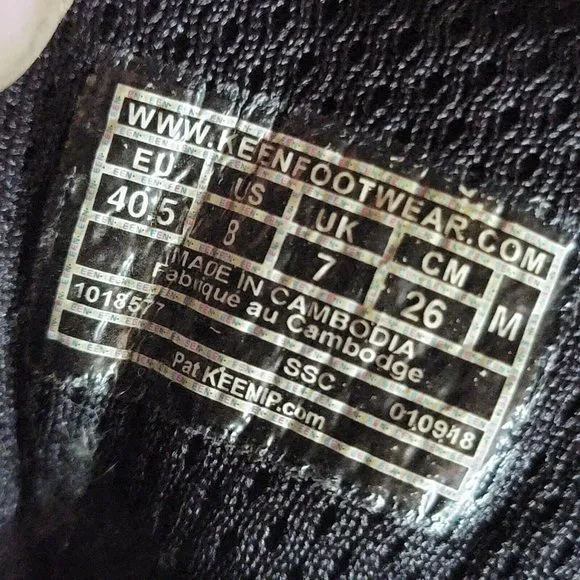 WWW.KEENFOOTWEAR.COM
EU US UK CM M
40.5 8 7 26
MADE IN CAMBODIA
Fabrique au Cambodge
1018577 SSC 010918
Pat KEENIP.com